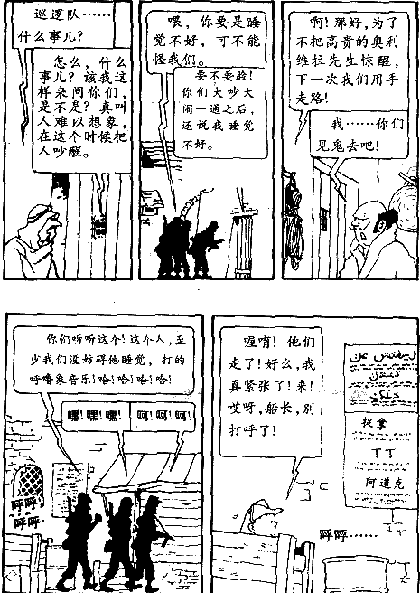 巡逻队……
什么事儿?
怎么，什么
事儿? 该我这
样来问你们，
是不是? 真叫
人难以想象，
在这个时候把
人吵醒。
喂，你要是睡
觉不好，可不能
怪我们。
要不要脸!
你们大吵大
闹一通之后，
还说我睡觉
不好。
啊! 那好，为了
不把高贵的奥利
维拉先生惊醒，
下一次我们用手
走路!
我……你们
见鬼去吧!
你们听听这个! 这个人，至
少我们没妨碍他睡觉，打的
呼噜象音乐! 哈! 哈! 哈! 哈!
嘿! 嘿! 嘿!
呵! 呵! 呵!
呼呼
呼呼
喔唷! 他们
走了! 好么，我
真紧张了! 来!
哎呀，船长，别
打呼了!
丁丁
阿道克
呼呼……